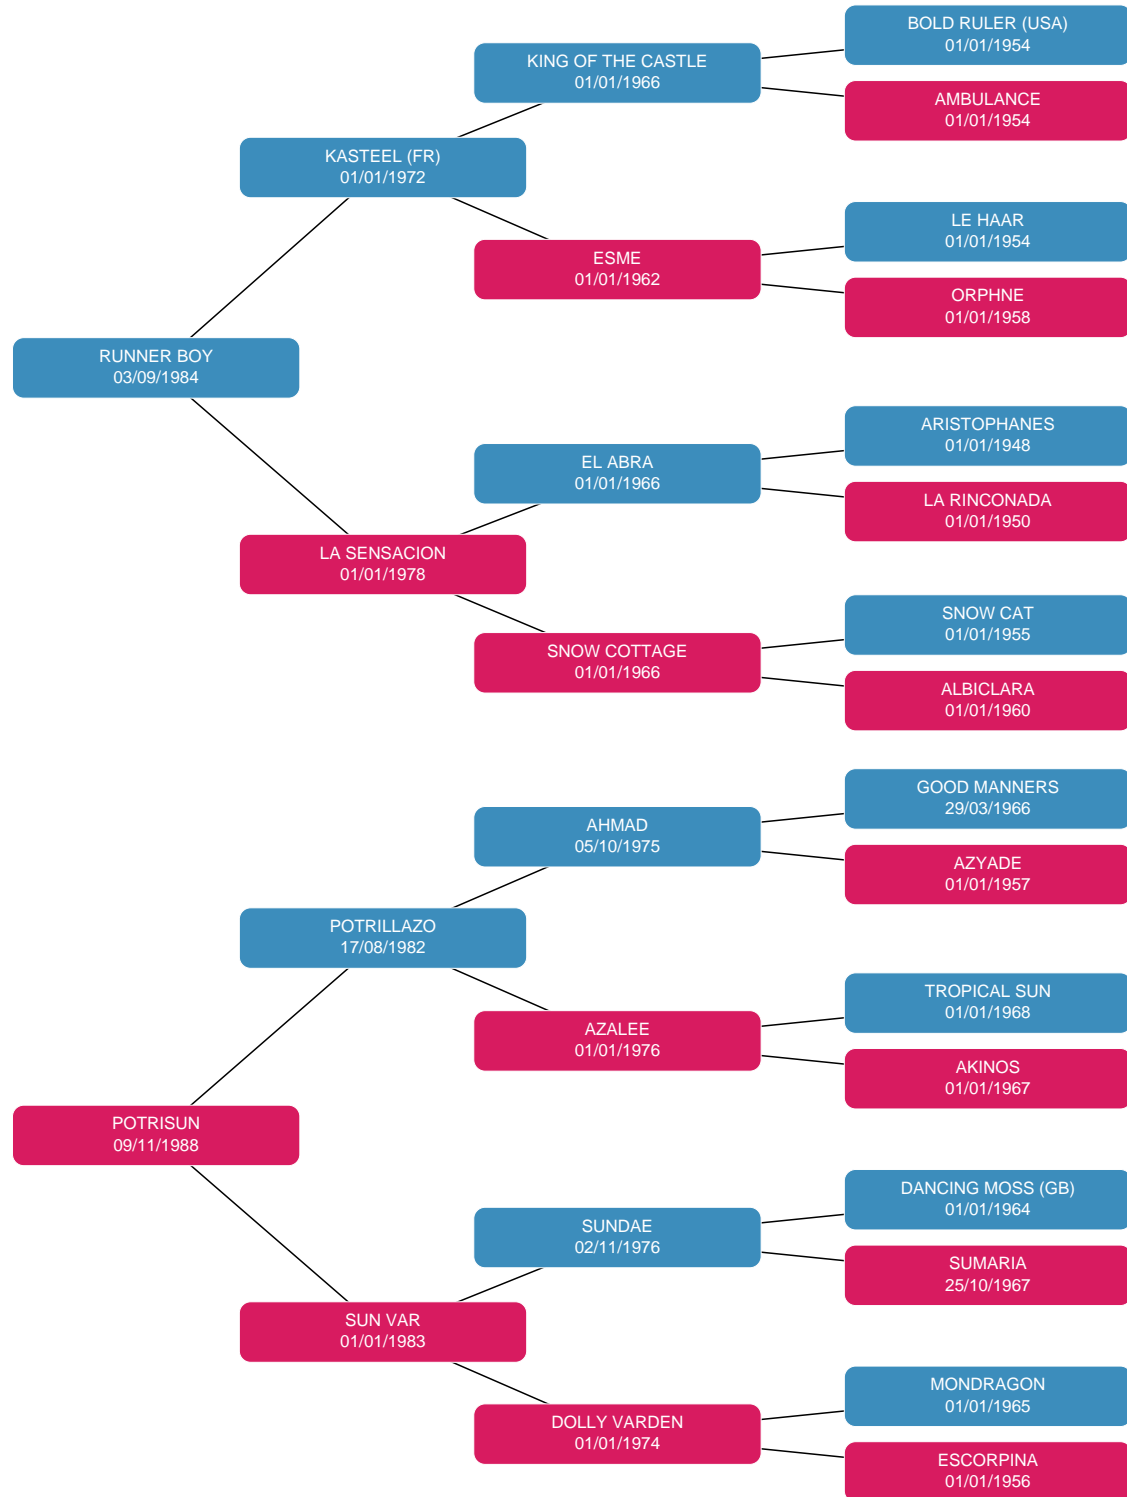 BOLD RULER (USA)
01/01/1954
KING OF THE CASTLE
01/01/1966
AMBULANCE
01/01/1954
KASTEEL (FR)
01/01/1972
LE HAAR
01/01/1954
ESME
01/01/1962
ORPHNE
01/01/1958
RUNNER BOY
03/09/1984
ARISTOPHANES
01/01/1948
EL ABRA
01/01/1966
LA RINCONADA
01/01/1950
LA SENSACION
01/01/1978
SNOW CAT
01/01/1955
SNOW COTTAGE
01/01/1966
ALBICLARA
01/01/1960
GOOD MANNERS
29/03/1966
AHMAD
05/10/1975
AZYADE
01/01/1957
POTRILLAZO
17/08/1982
TROPICAL SUN
01/01/1968
AZALEE
01/01/1976
AKINOS
01/01/1967
POTRISUN
09/11/1988
DANCING MOSS (GB)
01/01/1964
SUNDAE
02/11/1976
SUMARIA
25/10/1967
SUN VAR
01/01/1983
MONDRAGON
01/01/1965
DOLLY VARDEN
01/01/1974
ESCORPINA
01/01/1956